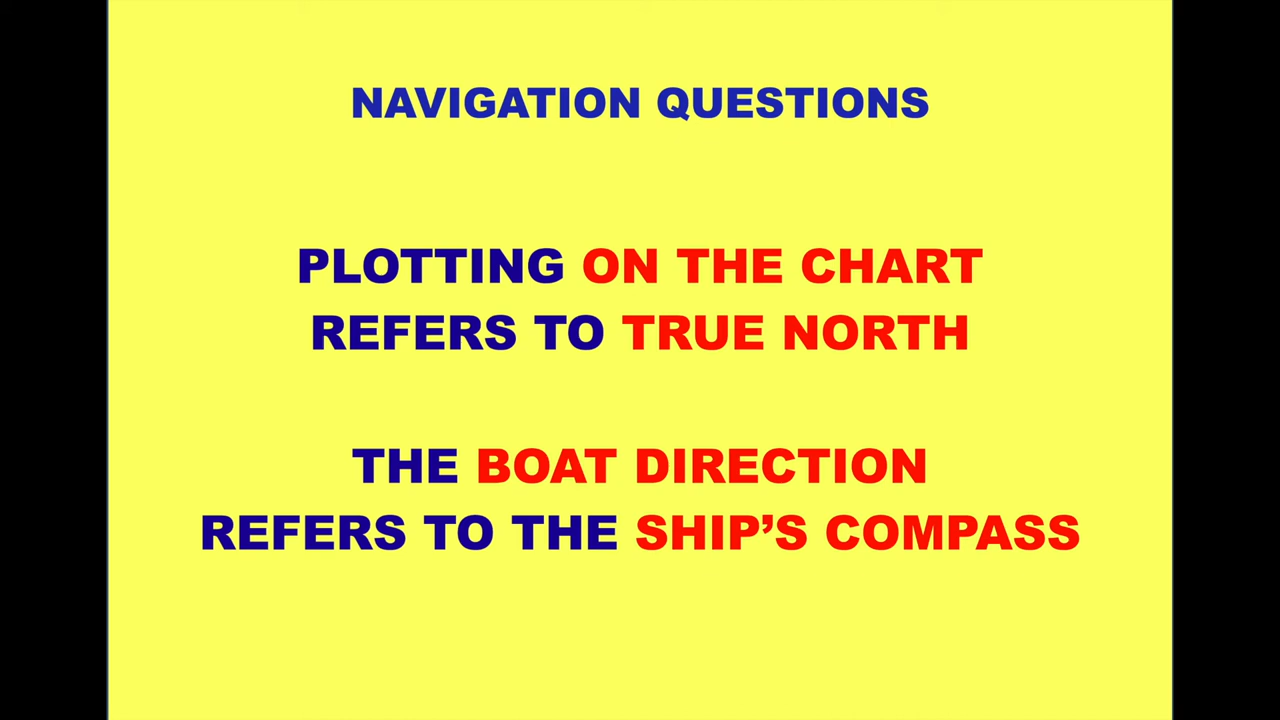 NAVIGATION QUESTIONS
PLOTTING ON THE CHART
REFERS TO TRUE NORTH
THE BOAT DIRECTION
REFERS TO THE SHIP’S COMPASS